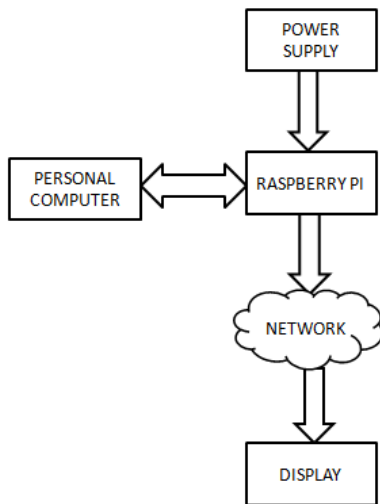 POWER
SUPPLY
PERSONAL
COMPUTER
RASPBERRY PI
NETWORK
DISPLAY